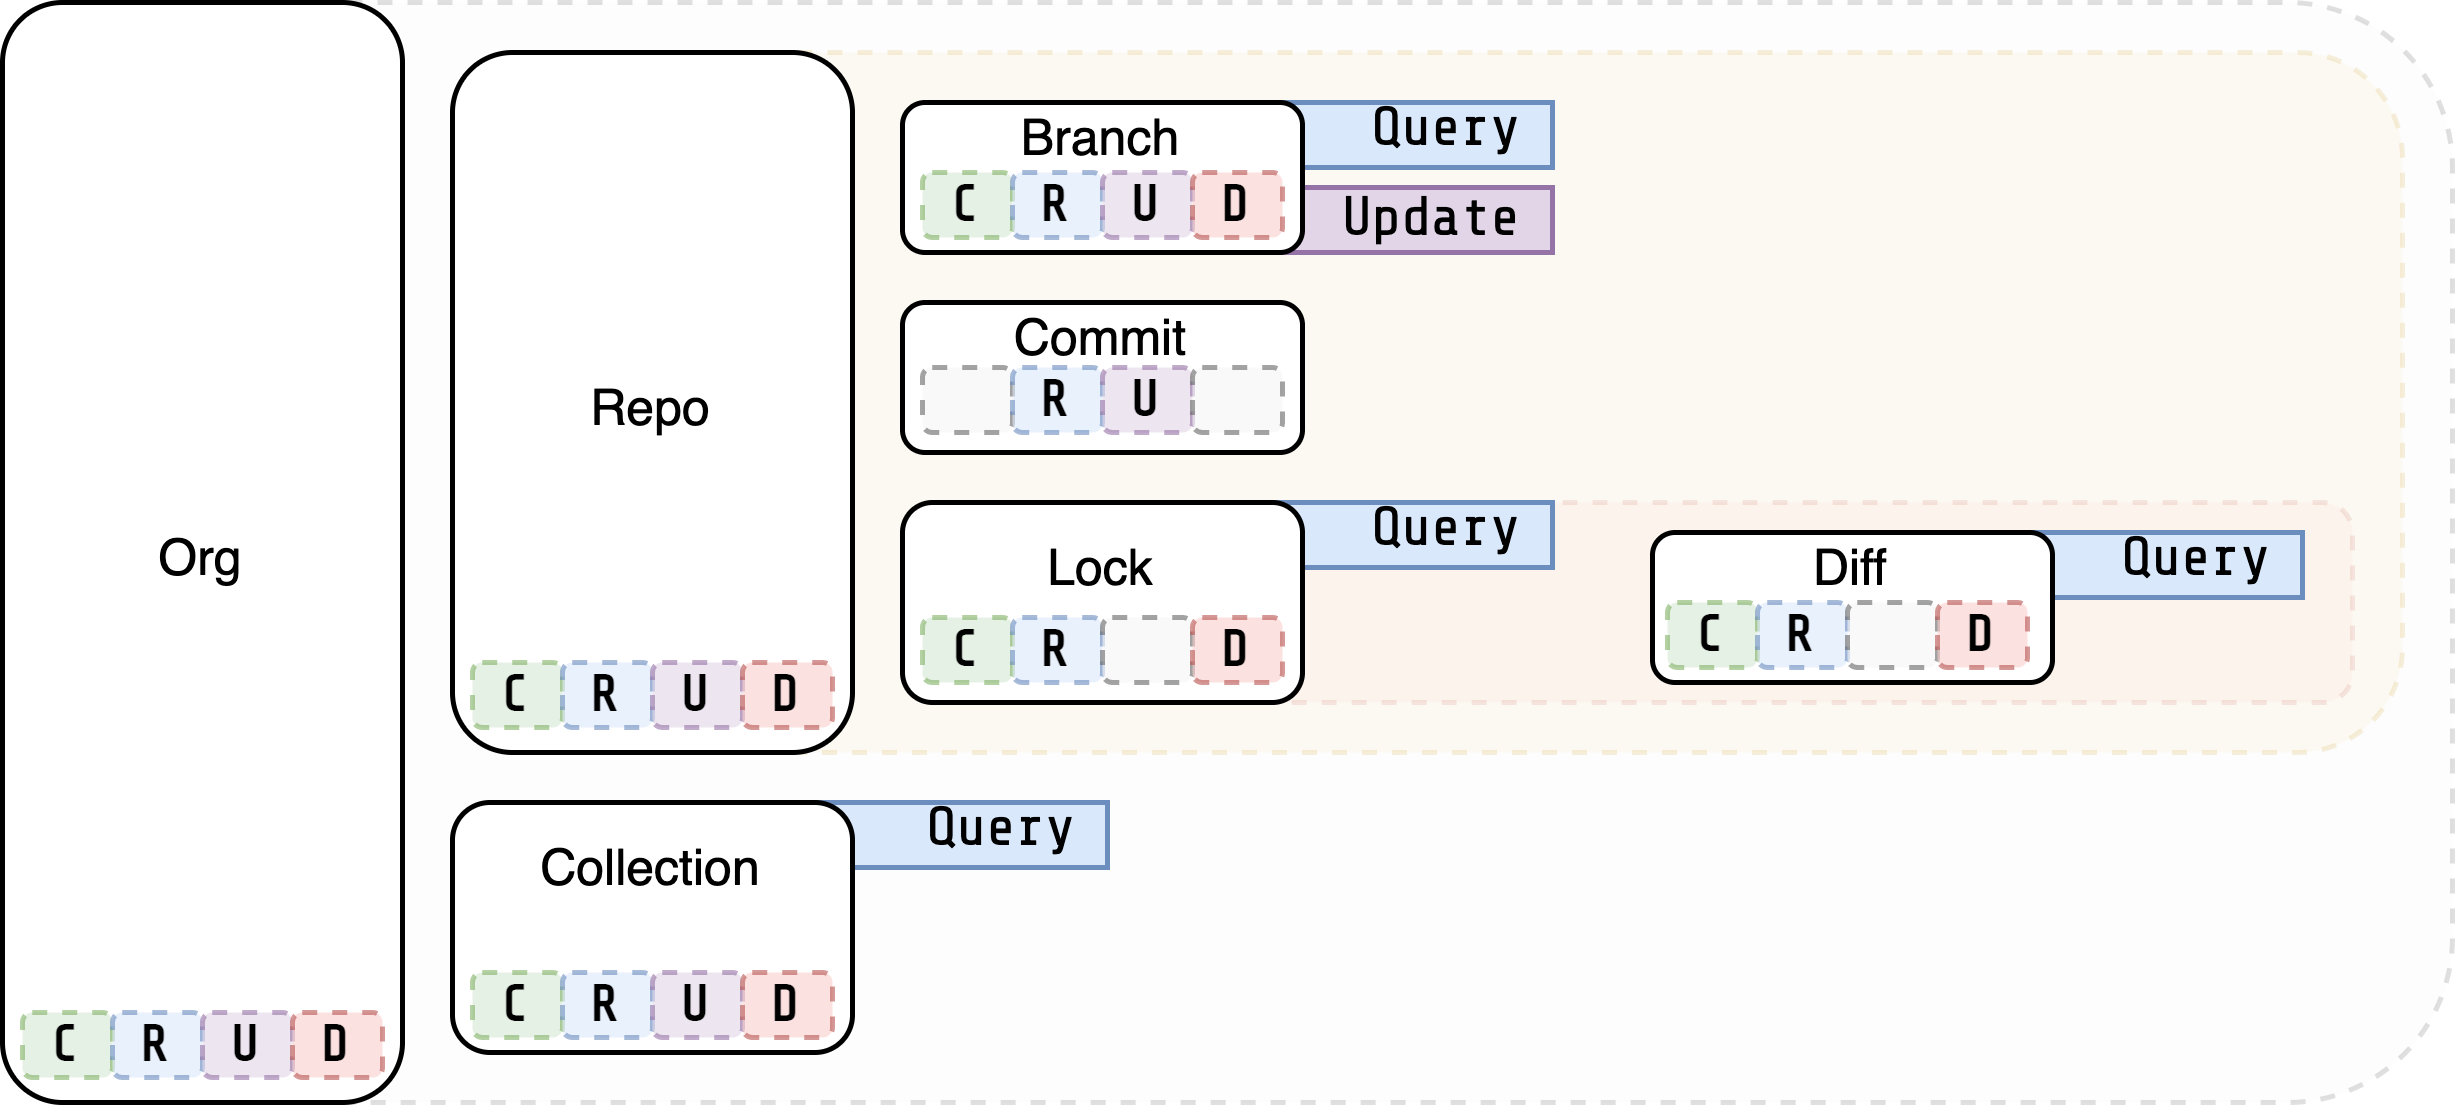 Org
C R U D
Repo
C R U D
Branch
C R U D
Query
Update
Commit
R U
Lock
C R D
Query
Diff
C R D
Query
Collection
C R U D
Query